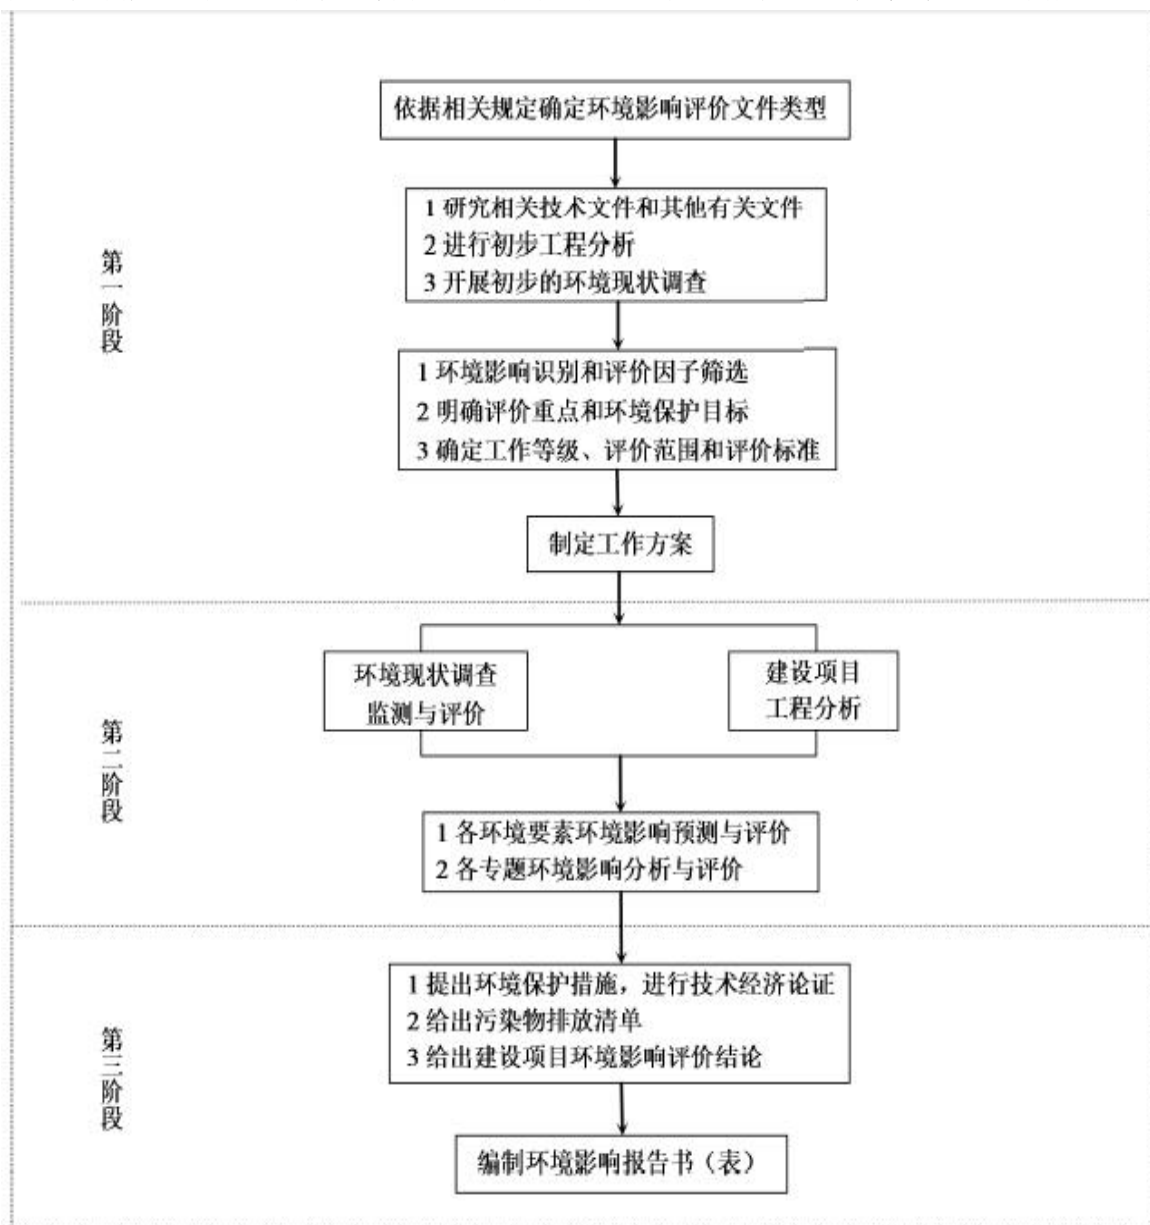 依据相关规定确定环境影响评价文件类型
1 研究相关技术文件和其他有关文件
2 进行初步工程分析
3 开展初步的环境现状调查
第一阶段
1 环境影响识别和评价因子筛选
2 明确评价重点和环境保护目标
3 确定工作等级、评价范围和评价标准
制定工作方案
环境现状调查
监测与评价
建设项目
工程分析
第二阶段
1 各环境要素环境影响预测与评价
2 各专题环境影响分析与评价
1 提出环境保护措施，进行技术经济论证
2 给出污染物排放清单
3 给出建设项目环境影响评价结论
第三阶段
编制环境影响报告书（表）